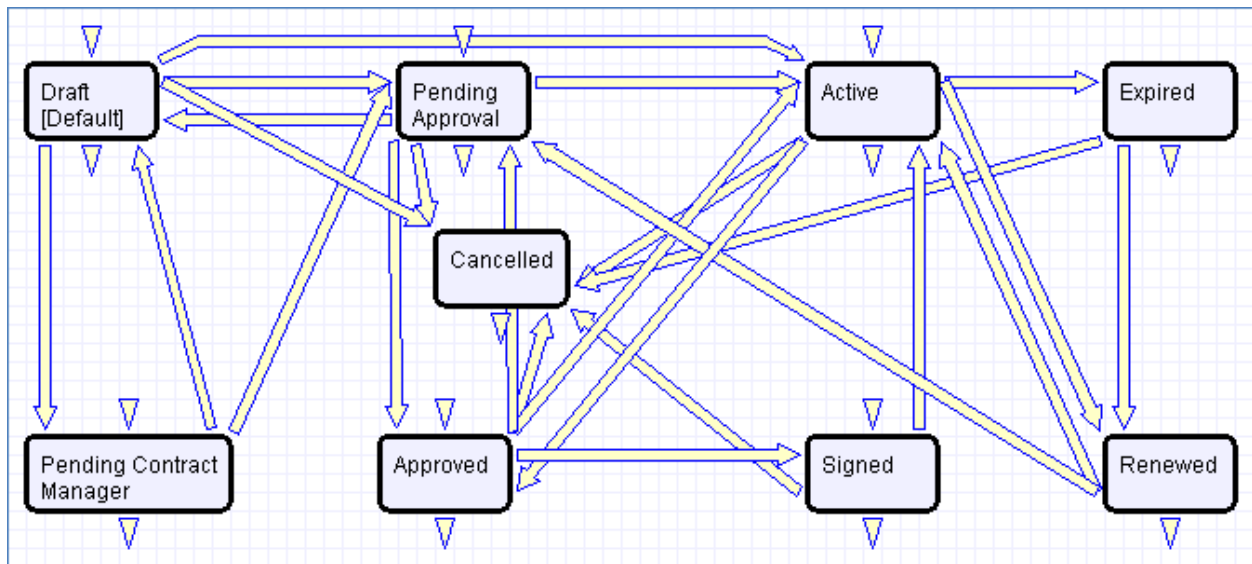 Draft
[Default]
Pending
Approval
Active
Expired
Cancelled
Pending Contract
Manager
Approved
Signed
Renewed